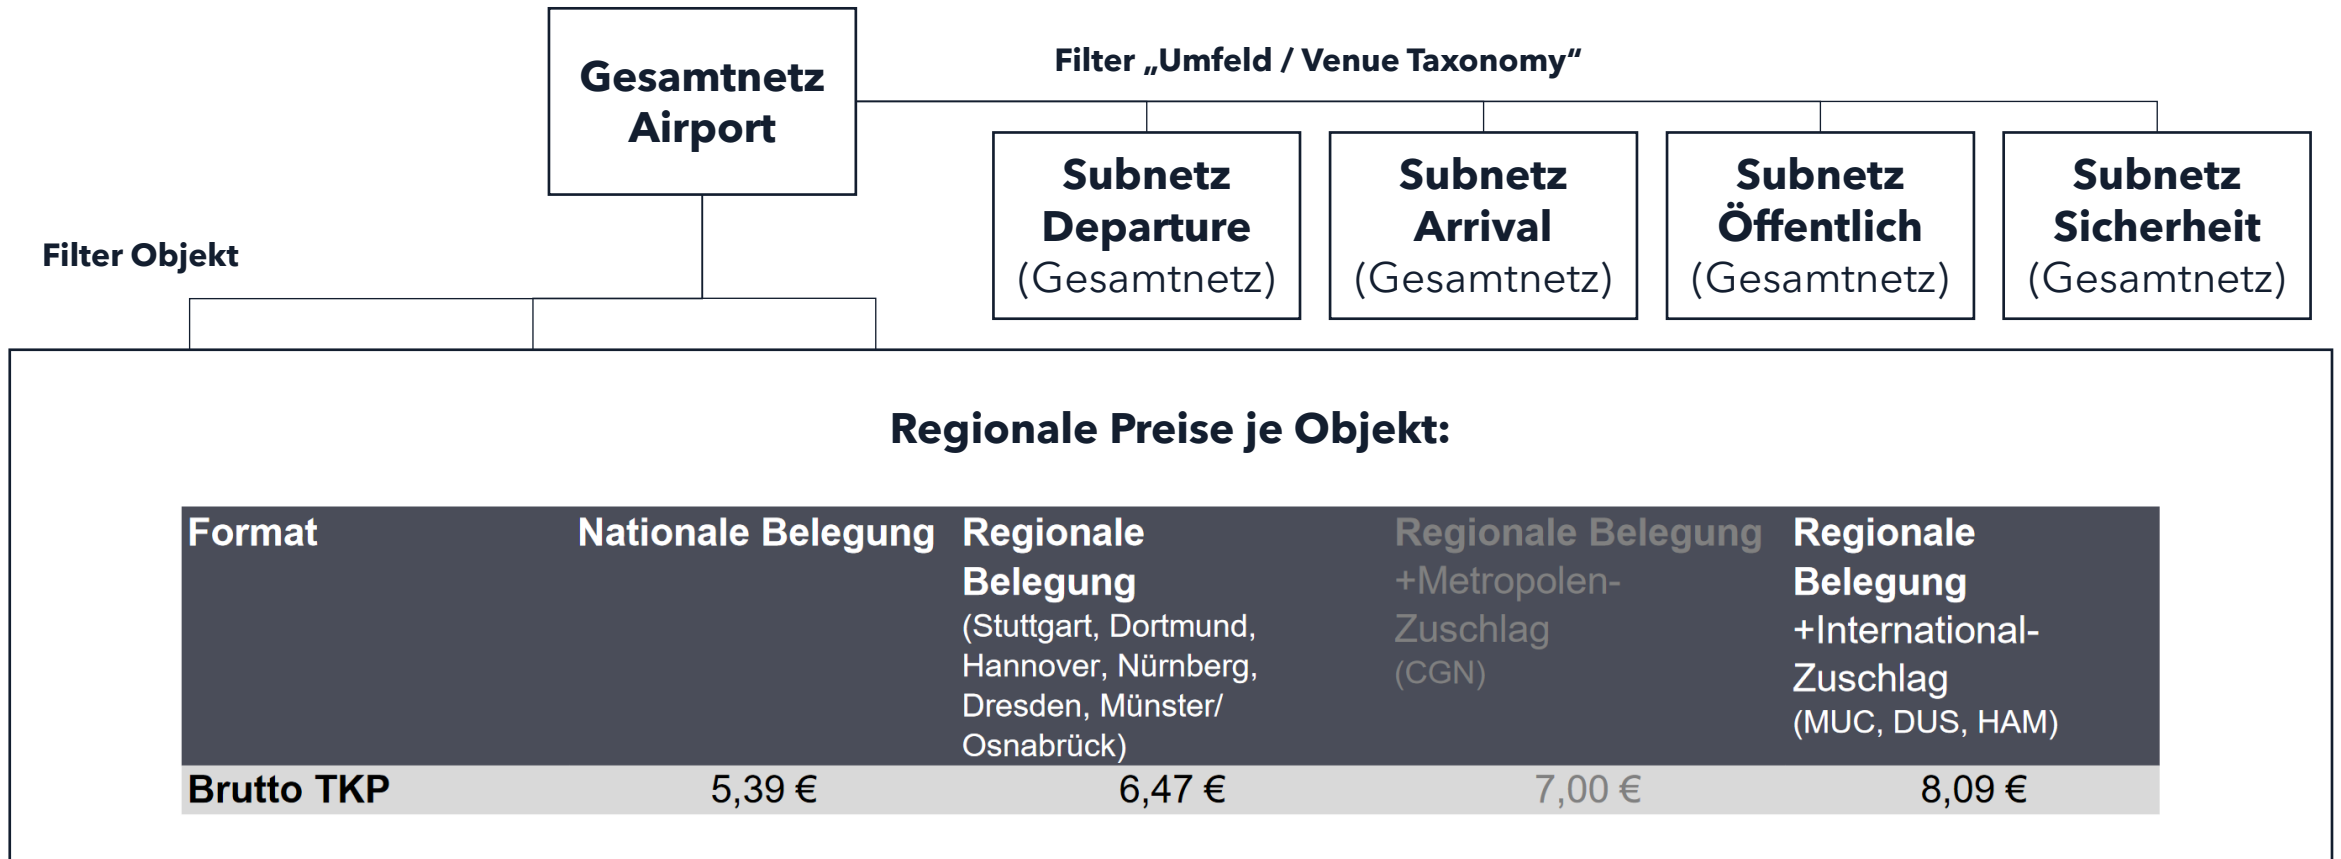 Gesamtnetz
Airport
Filter „Umfeld / Venue Taxonomy“
Subnetz
Departure
(Gesamtnetz)
Subnetz
Arrival
(Gesamtnetz)
Subnetz
Öffentlich
(Gesamtnetz)
Subnetz
Sicherheit
(Gesamtnetz)
Filter Objekt
Regionale Preise je Objekt:
Format
Nationale Belegung
Regionale
Belegung
(Stuttgart, Dortmund,
Hannover, Nürnberg,
Dresden, Münster/
Osnabrück)
Regionale Belegung
+Metropolen-
Zuschlag
(CGN)
Regionale
Belegung
+International-
Zuschlag
(MUC, DUS, HAM)
Brutto TKP
5,39 €
6,47 €
7,00 €
8,09 €